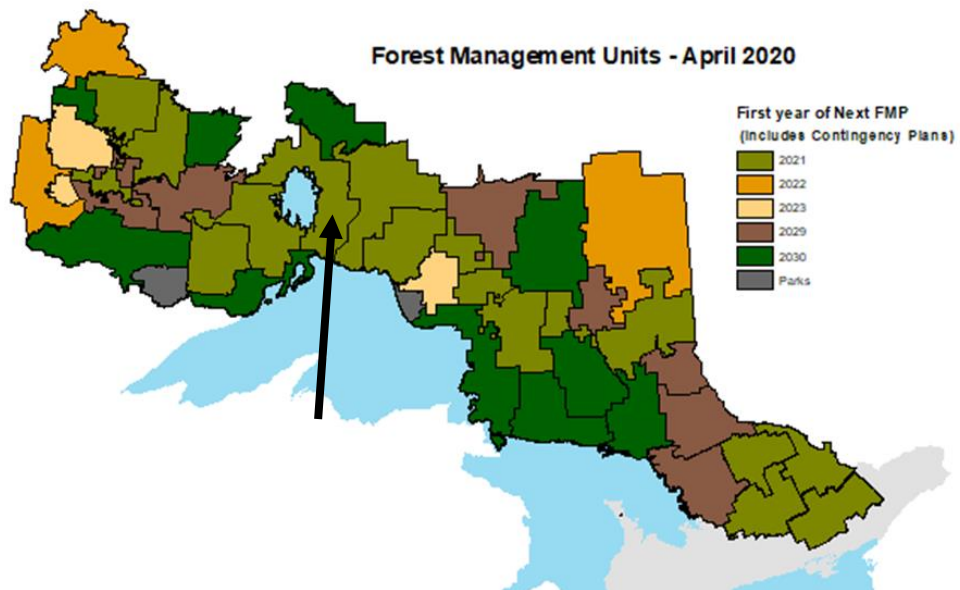 Forest Management Units - April 2020
First year of Next FMP
(Includes Contingency Plans)
2021
2022
2023
2029
2030
Parks